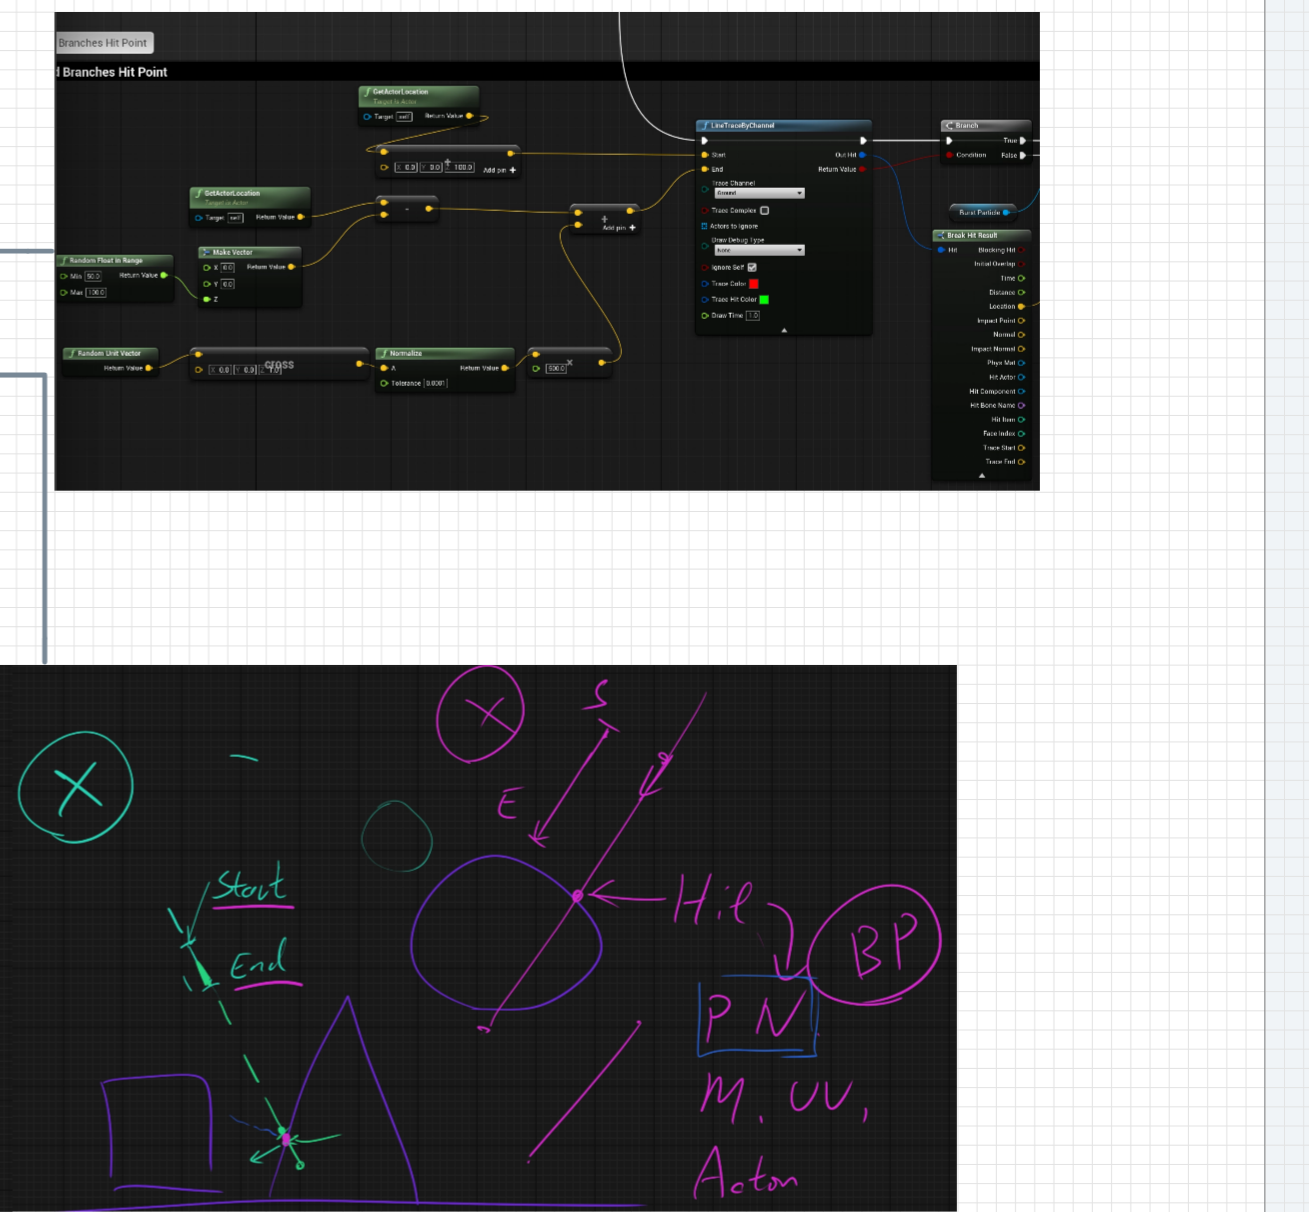 Branches Hit Point
d Branches Hit Point
GetActorLocation
Target is Actor
Target self Return Value
X 0.0 Y 0.0 Z 100.0 Add pin +
GetActorLocation
Target is Actor
Target self Return Value
-
+
Add pin +
Make Vector
X 0.0 Return Value
Y 0.0
Z
Random Float in Range
Min 50.0 Return Value
Max 100.0
Random Unit Vector
Return Value
cross
X 0.0 Y 0.0 Z 1.0
Normalize
A Return Value
Tolerance 0.0001
×
500.0
LineTraceByChannel
Start Out Hit
End Return Value
Trace Channel
Ground
Trace Complex
Actors to Ignore
Draw Debug Type
None
Ignore Self
Trace Color
Trace Hit Color
Draw Time 1.0
Branch
True
Condition False
Burst Particle
Break Hit Result
Hit Blocking Hit
Initial Overlap
Time
Distance
Location
Impact Point
Normal
Impact Normal
Phys Mat
Hit Actor
Hit Component
Hit Bone Name
Hit Item
Face Index
Trace Start
Trace End
S
E
X
Start
End
Hit
BP
P N
M, UV,
Actor